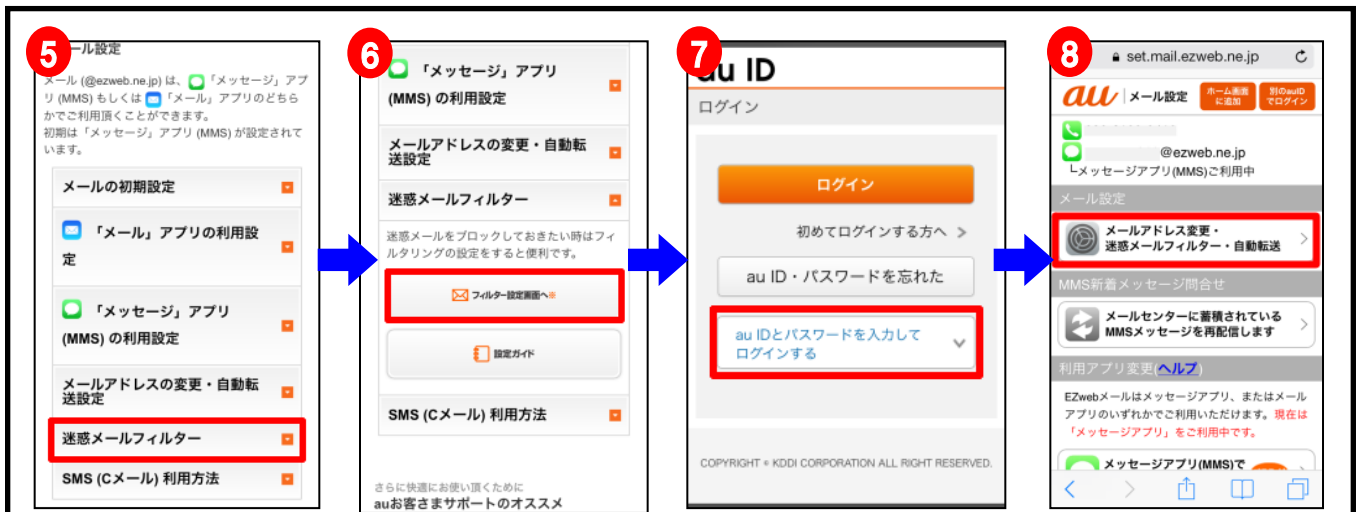 5
ール設定
メール (@ezweb.ne.jp) は、「メッセージ」アプ
リ (MMS) もしくは「メール」アプリのどちら
かでご利用頂くことができます。
初期は「メッセージ」アプリ (MMS) が設定されて
います。
メールの初期設定
「メール」アプリの利用設
定
「メッセージ」アプリ
(MMS) の利用設定
メールアドレスの変更・自動転
送設定
迷惑メールフィルター
SMS (Cメール) 利用方法
6
「メッセージ」アプリ
(MMS) の利用設定
メールアドレスの変更・自動転
送設定
迷惑メールフィルター
迷惑メールをブロックしておきたい時はフィ
ルタリングの設定をすると便利です。
フィルター設定画面へ※
設定ガイド
SMS (Cメール) 利用方法
さらに快適にお使い頂くために
auお客さまサポートのオススメ
7
au ID
ログイン
ログイン
初めてログインする方へ >
au ID・パスワードを忘れた
au IDとパスワードを入力して
ログインする
COPYRIGHT © KDDI CORPORATION ALL RIGHT RESERVED.
8
set.mail.ezweb.ne.jp
au メール設定
ホーム画面
に追加
別のauID
でログイン
@ezweb.ne.jp
└メッセージアプリ(MMS)ご利用中
メール設定
メールアドレス変更・
迷惑メールフィルター・自動転送
MMS新着メッセージ問合せ
メールセンターに蓄積されている
MMSメッセージを再配信します
利用アプリ変更(ヘルプ)
EZwebメールはメッセージアプリ、またはメール
アプリのいずれかでご利用いただけます。現在は
「メッセージアプリ」をご利用中です。
メッセージアプリ(MMS)で